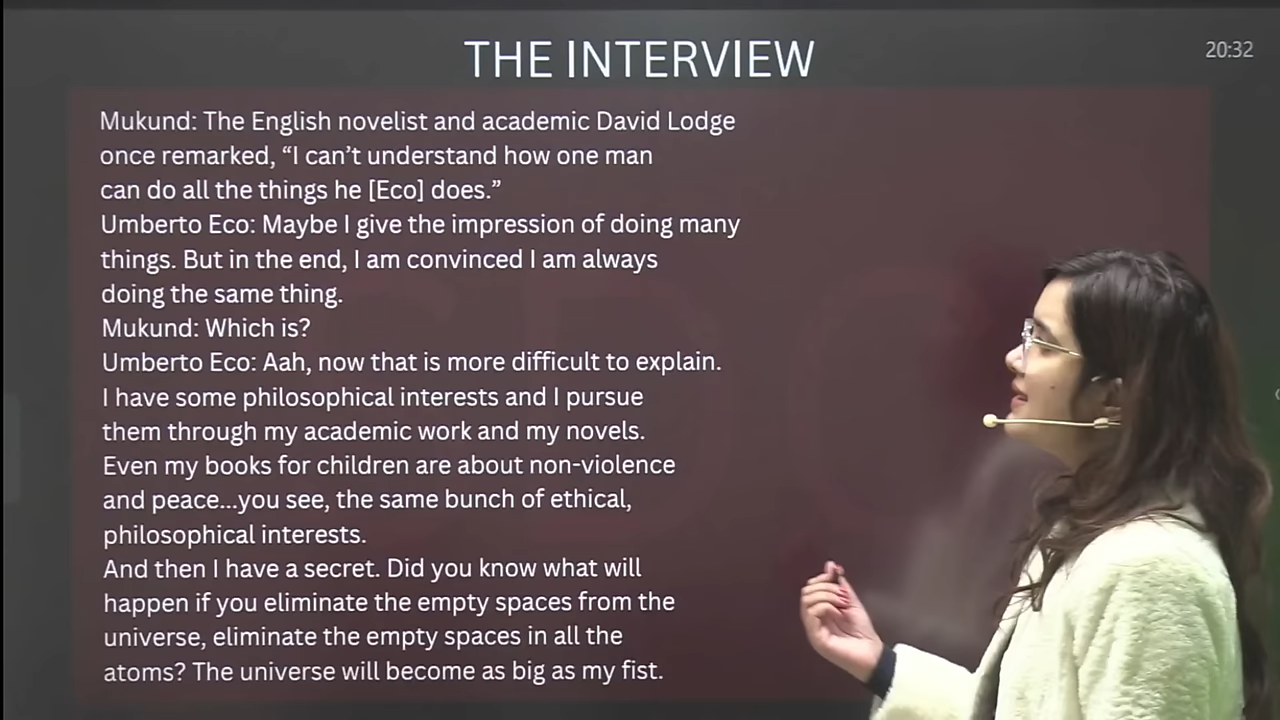 THE INTERVIEW
20:32
Mukund: The English novelist and academic David Lodge
once remarked, “I can’t understand how one man
can do all the things he [Eco] does.”
Umberto Eco: Maybe I give the impression of doing many
things. But in the end, I am convinced I am always
doing the same thing.
Mukund: Which is?
Umberto Eco: Aah, now that is more difficult to explain.
I have some philosophical interests and I pursue
them through my academic work and my novels.
Even my books for children are about non-violence
and peace...you see, the same bunch of ethical,
philosophical interests.
And then I have a secret. Did you know what will
happen if you eliminate the empty spaces from the
universe, eliminate the empty spaces in all the
atoms? The universe will become as big as my fist.